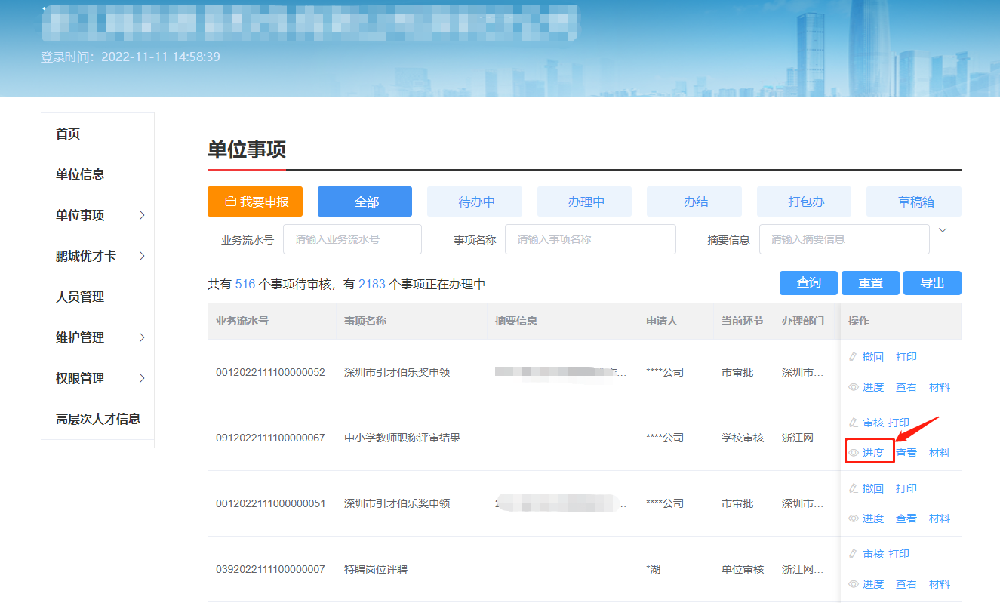 登录时间：2022-11-11 14:58:39
首页
单位信息
单位事项
鹏城优才卡
人员管理
维护管理
权限管理
高层次人才信息
单位事项
我要申报 全部 待办中 办理中 办结 打包办 草稿箱
业务流水号 请输入业务流水号 事项名称 请输入事项名称 摘要信息 请输入摘要信息
共有 516 个事项待审核，有 2183 个事项正在办理中 查询 重置 导出
业务流水号 事项名称 摘要信息 申请人 当前环节 办理部门 操作
撤回 打印
0012022111100000052 深圳市引才伯乐奖申领 ****公司 市审批 深圳市...
进度 查看 材料
审核 打印
0912022111100000067 中小学教师职称评审结果... ****公司 学校审核 浙江网...
进度 查看 材料
撤回 打印
0012022111000000051 深圳市引才伯乐奖申领 ****公司 市审批 深圳市...
进度 查看 材料
审核 打印
0392022111100000007 特聘岗位评聘 *湖 单位审核 浙江网...
进度 查看 材料